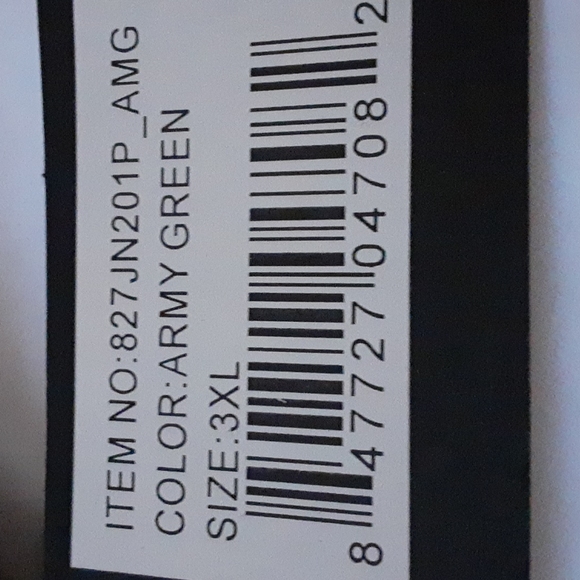 ITEM NO:827JN201P_AMG
COLOR:ARMY GREEN
SIZE:3XL
8 47727 04708 2